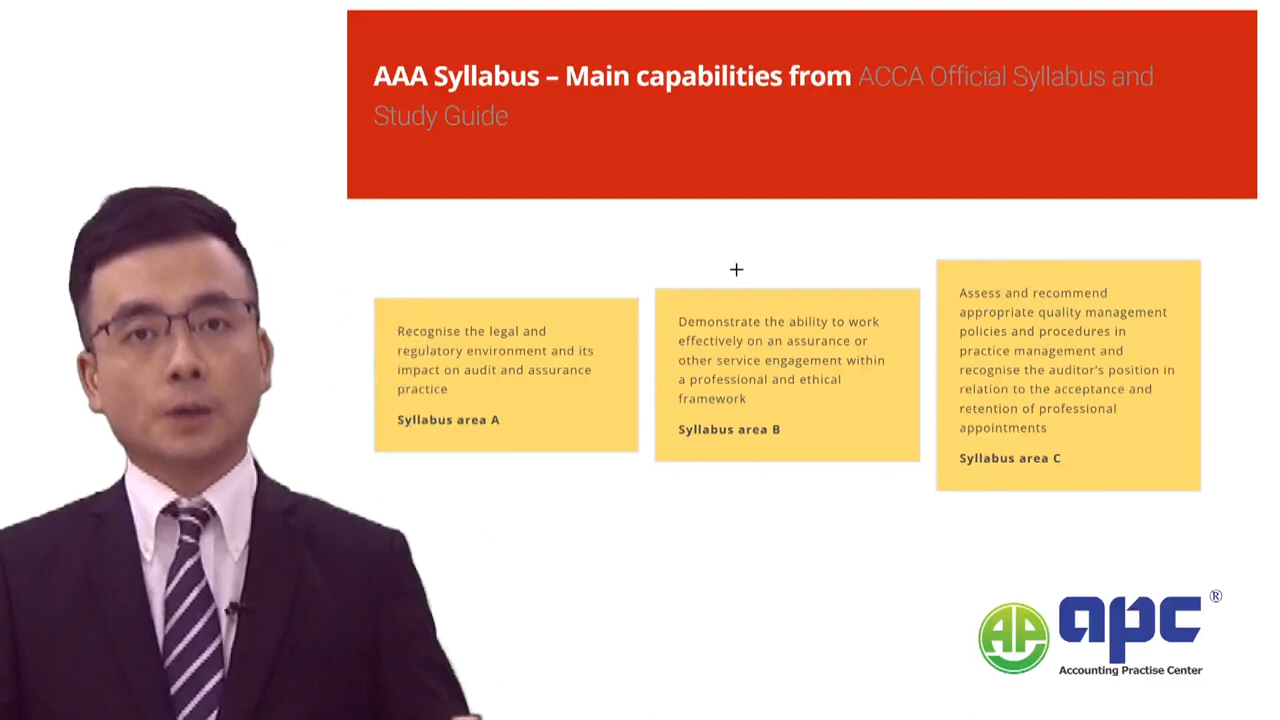 AAA Syllabus – Main capabilities from ACCA Official Syllabus and
Study Guide
Recognise the legal and
regulatory environment and its
impact on audit and assurance
practice
Syllabus area A
Demonstrate the ability to work
effectively on an assurance or
other service engagement within
a professional and ethical
framework
Syllabus area B
Assess and recommend
appropriate quality management
policies and procedures in
practice management and
recognise the auditor's position in
relation to the acceptance and
retention of professional
appointments
Syllabus area C
AP apc ®
Accounting Practise Center